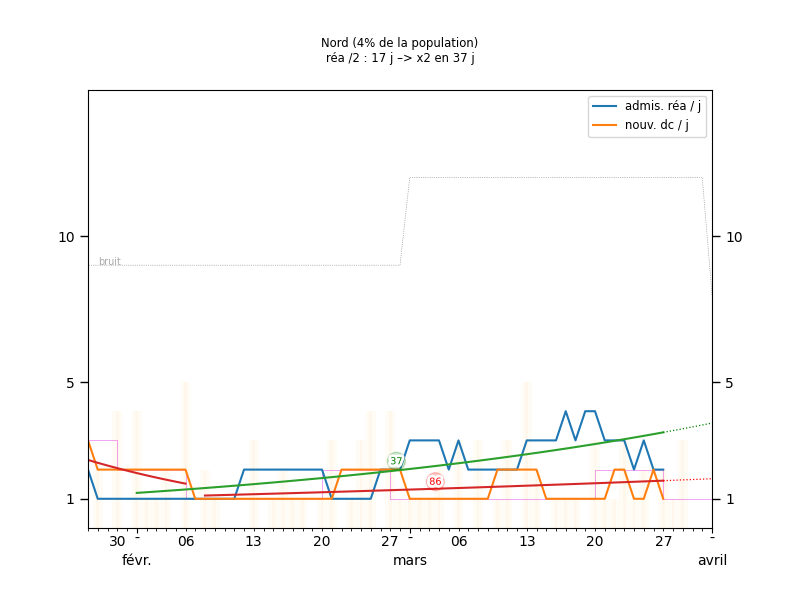 Nord (4% de la population)
réa /2 : 17 j –> x2 en 37 j
admis. réa / j
nouv. dc / j
10 10
bruit
5 5
37
86
1 1
30 - 06 13 20 27 - 06 13 20 27 -
févr. mars avril